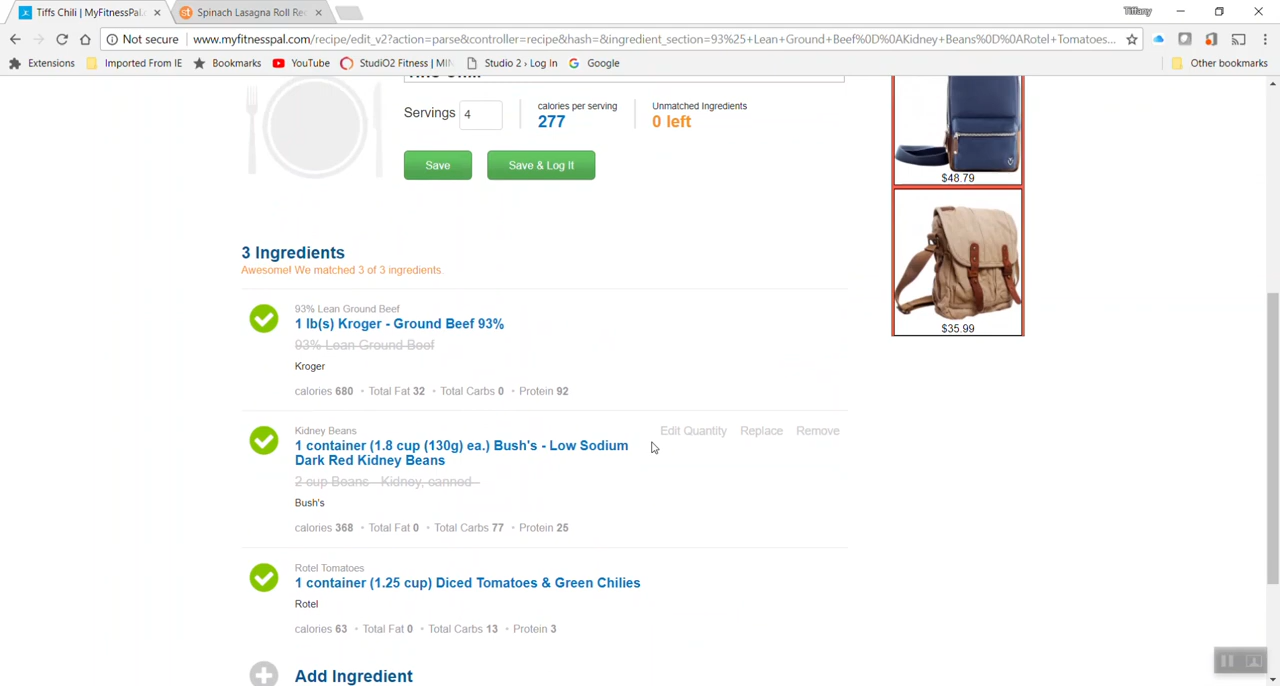 Tiffs Chili | MyFitnessPal.c
Spinach Lasagna Roll Re
Tiffany
Not secure
www.myfitnesspal.com/recipe/edit_v2?action=parse&controller=recipe&hash=&ingredient_section=93%25+Lean+Ground+Beef%0D%0AKidney+Beans%0D%0ARotel+Tomatoes...
Extensions
Imported From IE
Bookmarks
YouTube
StudiO2 Fitness | MIN
Studio 2 › Log In
Google
Other bookmarks
Servings 4
calories per serving
277
Unmatched Ingredients
0 left
Save
Save & Log It
$48.79
$35.99
3 Ingredients
Awesome! We matched 3 of 3 ingredients.
93% Lean Ground Beef
1 lb(s) Kroger - Ground Beef 93%
93% Lean Ground Beef
Kroger
calories 680 • Total Fat 32 • Total Carbs 0 • Protein 92
Kidney Beans
Edit Quantity Replace Remove
1 container (1.8 cup (130g) ea.) Bush's - Low Sodium
Dark Red Kidney Beans
2 cup Beans - Kidney, canned
Bush's
calories 368 • Total Fat 0 • Total Carbs 77 • Protein 25
Rotel Tomatoes
1 container (1.25 cup) Diced Tomatoes & Green Chilies
Rotel
calories 63 • Total Fat 0 • Total Carbs 13 • Protein 3
Add Ingredient